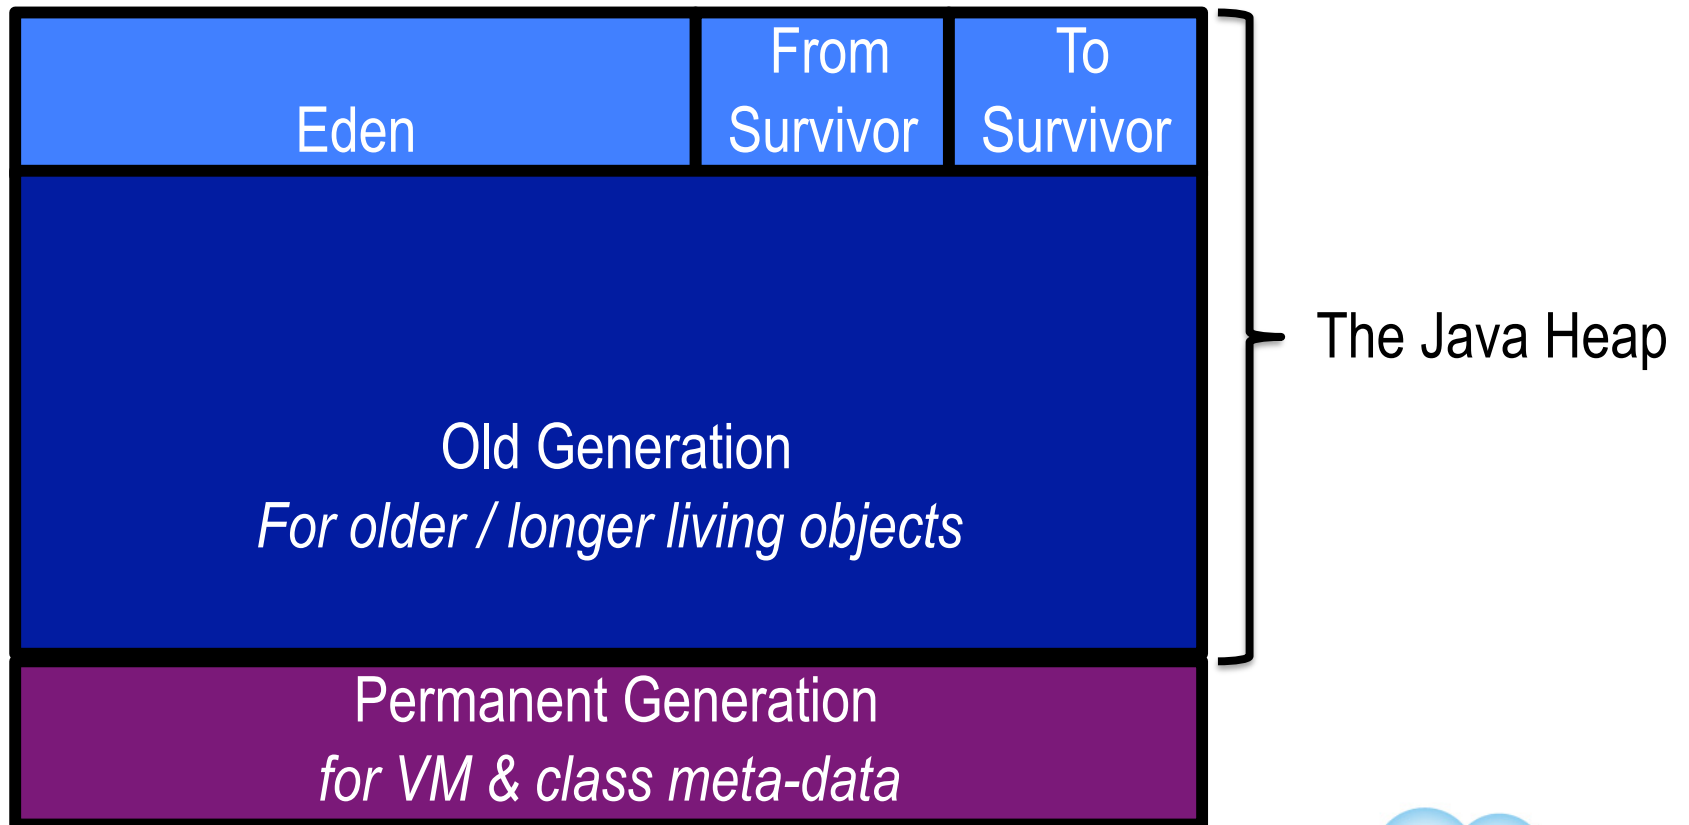 Eden
From
Survivor
To
Survivor
Old Generation
For older / longer living objects
The Java Heap
Permanent Generation
for VM & class meta-data